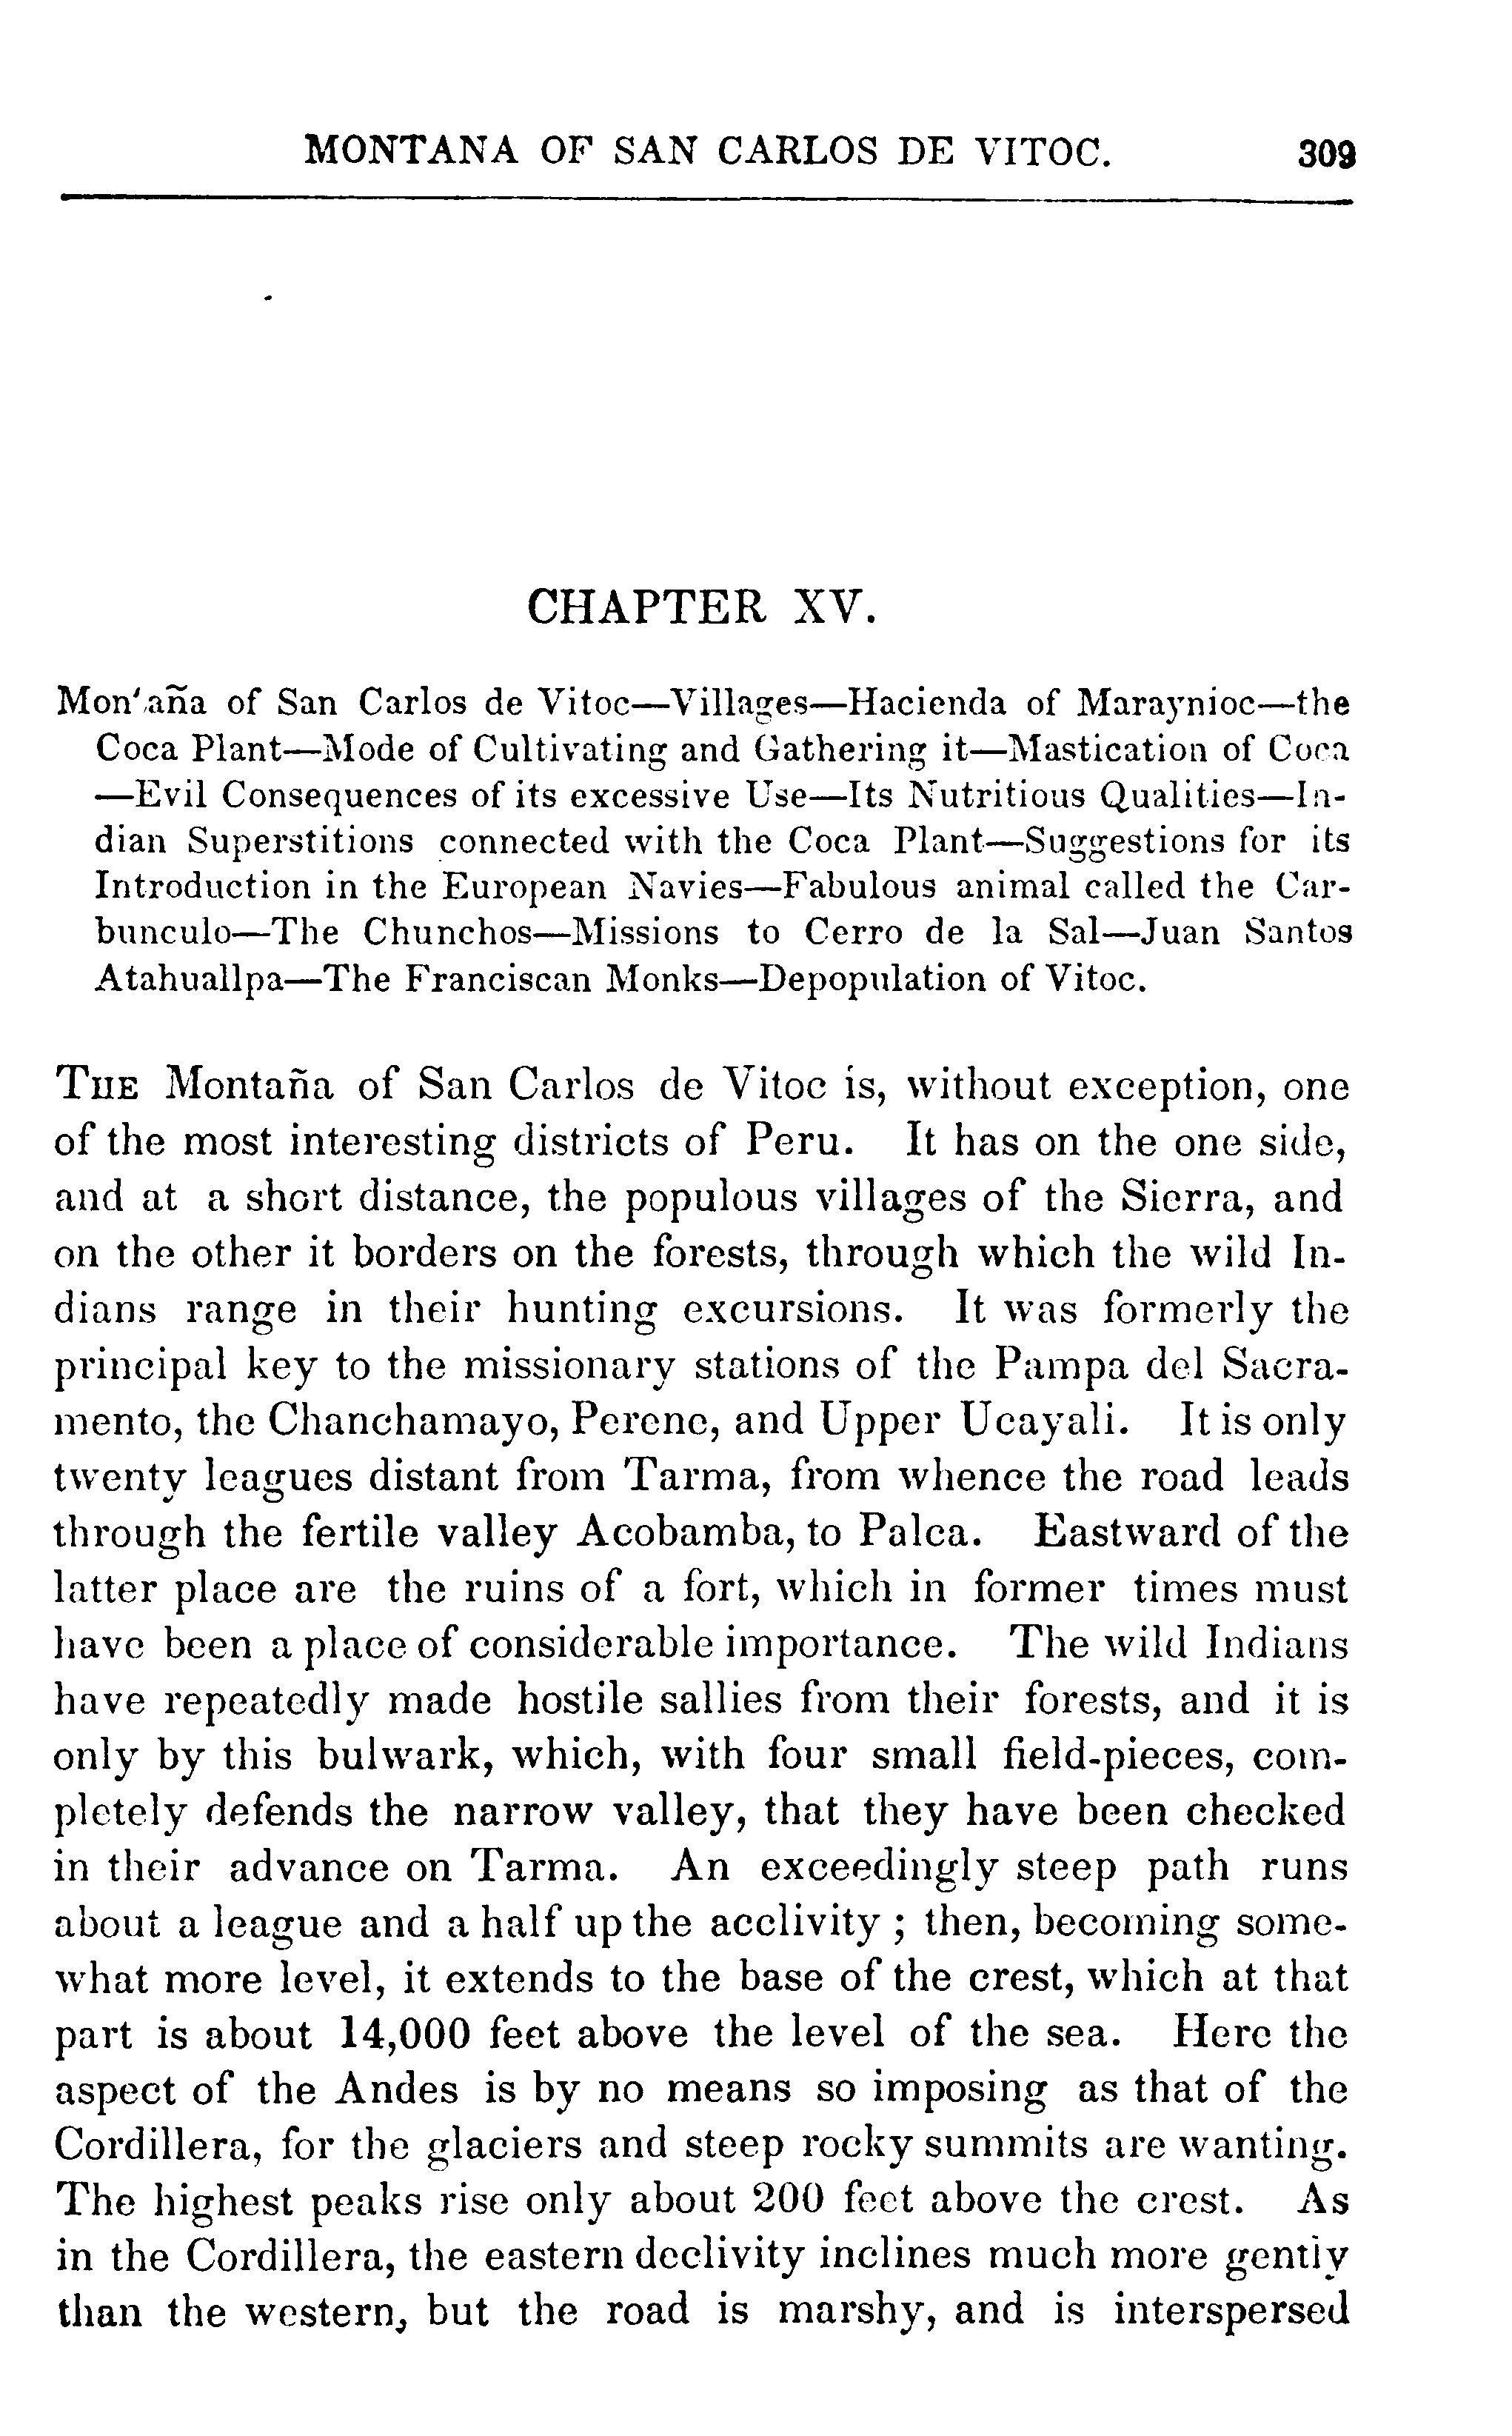 MONTANA OF SAN CARLOS DE VITOC. 309
CHAPTER XV.
Mon'aña of San Carlos de Vitoc—Villages—Hacienda of Maraynioc—the
Coca Plant—Mode of Cultivating and Gathering it—Mastication of Coca
—Evil Consequences of its excessive Use—Its Nutritious Qualities—In-
dian Superstitions connected with the Coca Plant—Suggestions for its
Introduction in the European Navies—Fabulous animal called the Car-
bunculo—The Chunchos—Missions to Cerro de la Sal—Juan Santos
Atahuallpa—The Franciscan Monks—Depopulation of Vitoc.
THE Montaña of San Carlos de Vitoc is, without exception, one
of the most interesting districts of Peru. It has on the one side,
and at a short distance, the populous villages of the Sierra, and
on the other it borders on the forests, through which the wild In-
dians range in their hunting excursions. It was formerly the
principal key to the missionary stations of the Pampa del Sacra-
mento, the Chanchamayo, Perene, and Upper Ucayali. It is only
twenty leagues distant from Tarma, from whence the road leads
through the fertile valley Acobamba, to Palca. Eastward of the
latter place are the ruins of a fort, which in former times must
have been a place of considerable importance. The wild Indians
have repeatedly made hostile sallies from their forests, and it is
only by this bulwark, which, with four small field-pieces, com-
pletely defends the narrow valley, that they have been checked
in their advance on Tarma. An exceedingly steep path runs
about a league and a half up the acclivity ; then, becoming some-
what more level, it extends to the base of the crest, which at that
part is about 14,000 feet above the level of the sea. Here the
aspect of the Andes is by no means so imposing as that of the
Cordillera, for the glaciers and steep rocky summits are wanting.
The highest peaks rise only about 200 feet above the crest. As
in the Cordillera, the eastern declivity inclines much more gently
than the western, but the road is marshy, and is interspersed